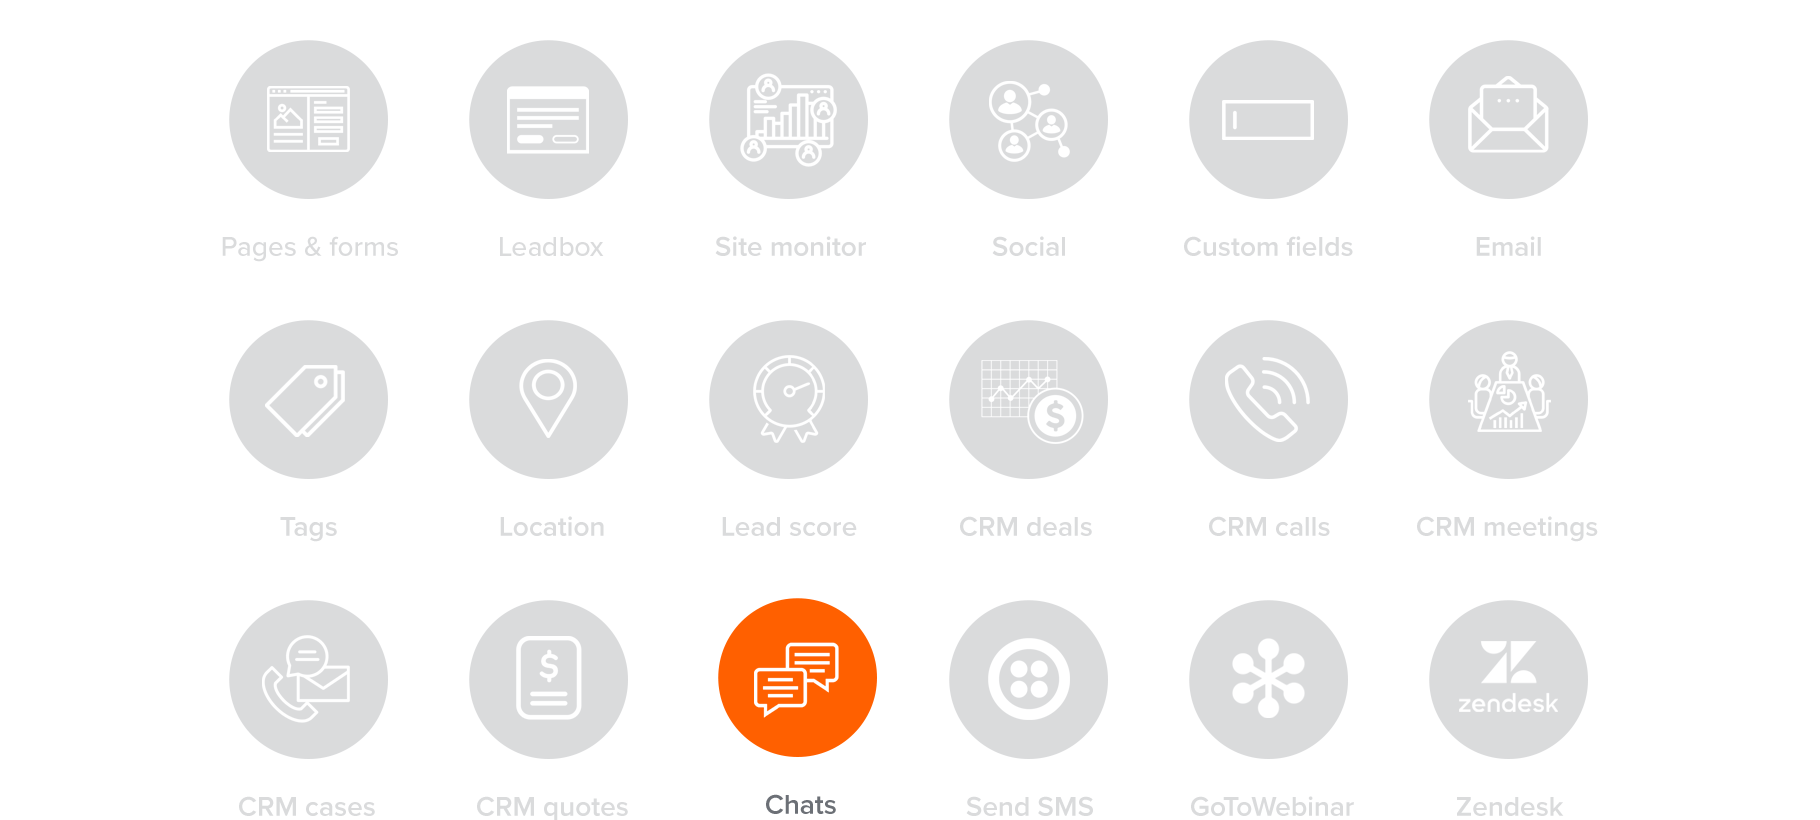 Pages & forms
Leadbox
Site monitor
Social
Custom fields
Email
$
Tags
Location
Lead score
CRM deals
CRM calls
CRM meetings
$
zendesk
CRM cases
CRM quotes
Chats
Send SMS
GoToWebinar
Zendesk